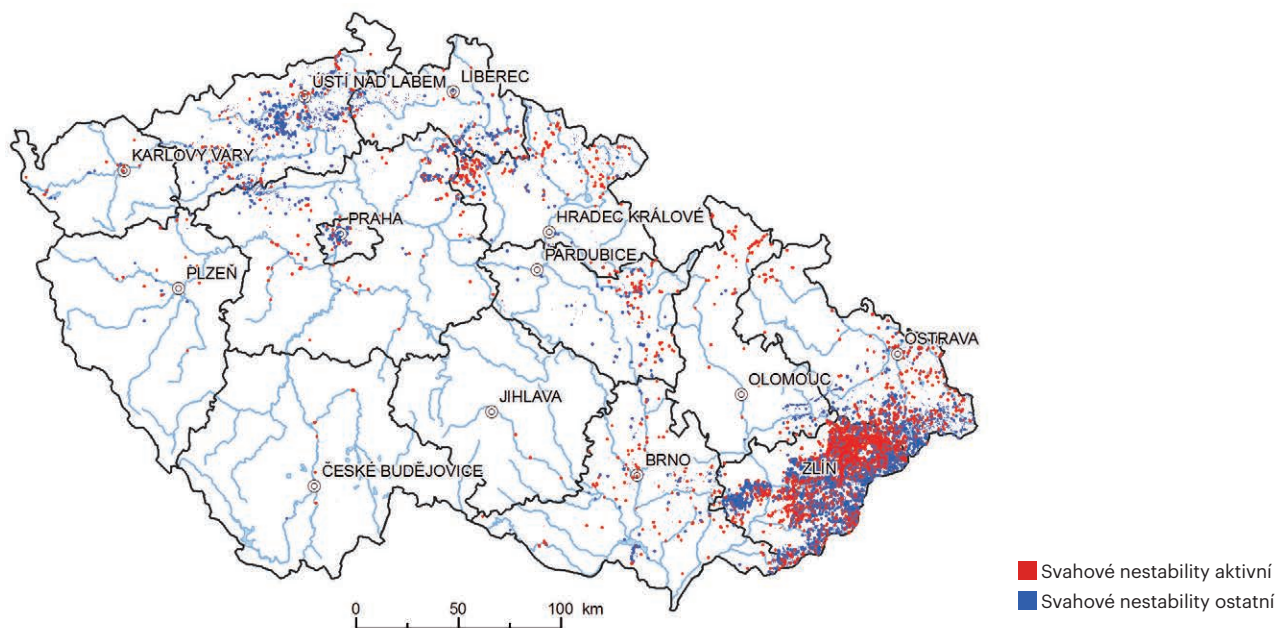 ÚSTÍ NAD LABEM
LIBEREC
KARLOVY VARY
PRAHA
HRADEC KRÁLOVÉ
PARDUBICE
PLZEŇ
OSTRAVA
OLOMOUC
JIHLAVA
BRNO
ZLÍN
ČESKÉ BUDĚJOVICE
Svahové nestability aktivní
Svahové nestability ostatní
0 50 100 km